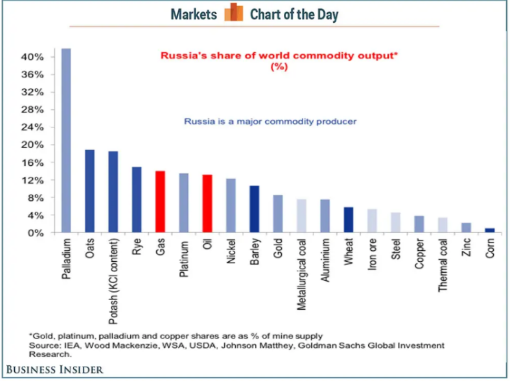 Markets Chart of the Day
Russia's share of world commodity output*
(%)
Russia is a major commodity producer
40%
36%
32%
28%
24%
20%
16%
12%
8%
4%
0%
Palladium
Oats
Potash (KCl content)
Rye
Gas
Platinum
Oil
Nickel
Barley
Gold
Metallurgical coal
Aluminium
Wheat
Iron ore
Steel
Copper
Thermal coal
Zinc
Corn
*Gold, platinum, palladium and copper shares are as % of mine supply
Source: IEA, Wood Mackenzie, WSA, USDA, Johnson Matthey, Goldman Sachs Global Investment
Research.
BUSINESS INSIDER